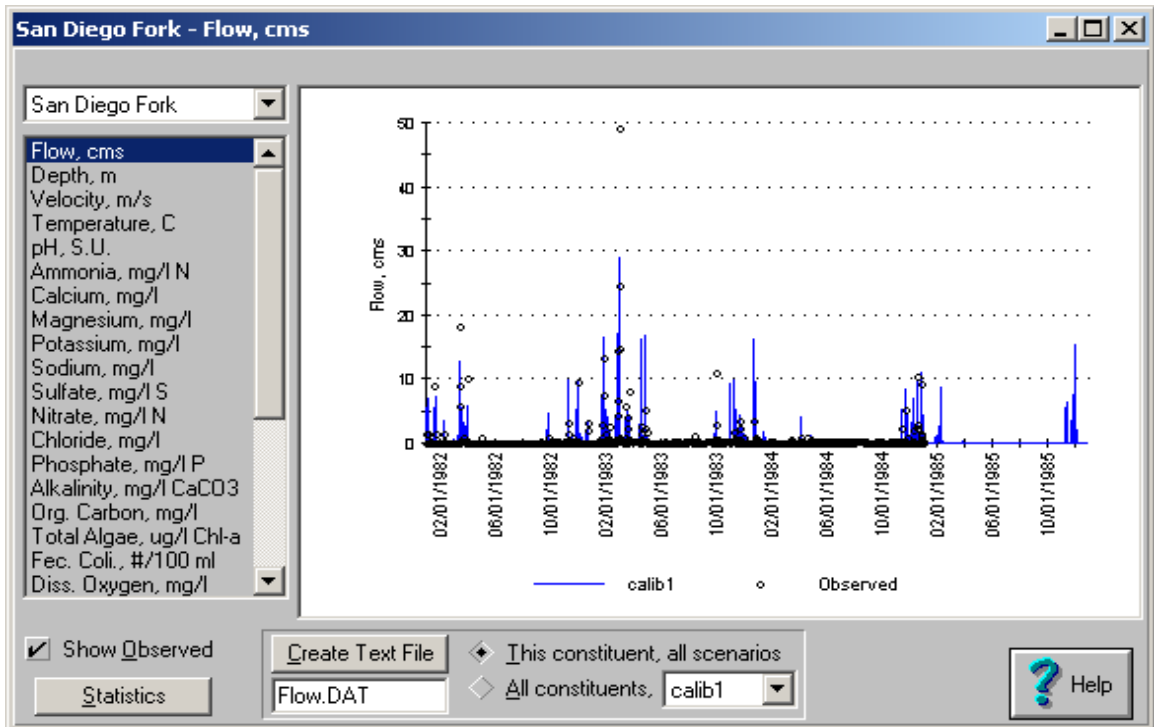 San Diego Fork - Flow, cms
San Diego Fork
Flow, cms
Depth, m
Velocity, m/s
Temperature, C
pH, S.U.
Ammonia, mg/l N
Calcium, mg/l
Magnesium, mg/l
Potassium, mg/l
Sodium, mg/l
Sulfate, mg/l S
Nitrate, mg/l N
Chloride, mg/l
Phosphate, mg/l P
Alkalinity, mg/l CaCO3
Org. Carbon, mg/l
Total Algae, ug/l Chl-a
Fec. Coli., #/100 ml
Diss. Oxygen, mg/l
Flow, cms
50
40
30
20
10
0
02/01/1982
06/01/1982
10/01/1982
02/01/1983
06/01/1983
10/01/1983
02/01/1984
06/01/1984
10/01/1984
02/01/1985
06/01/1985
10/01/1985
calib1
Observed
Show Observed
Statistics
Create Text File
Flow.DAT
This constituent, all scenarios
All constituents,
calib1
? Help